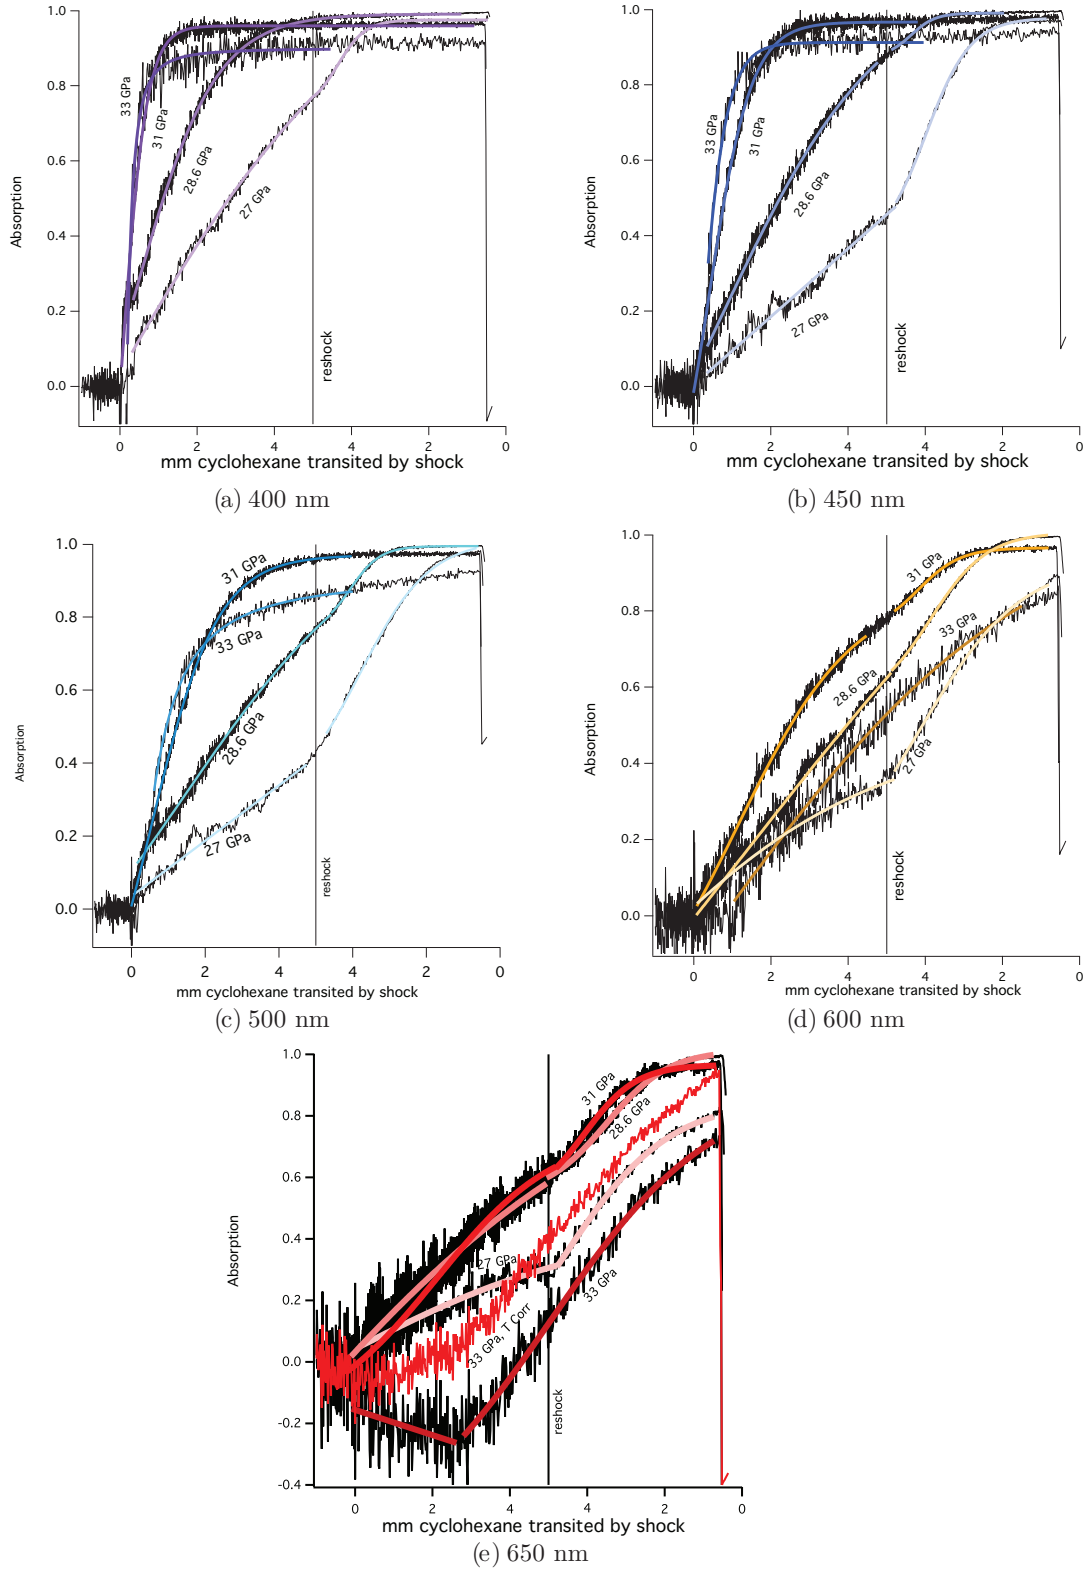 1.0
0.8
0.6
0.4
0.2
0.0
Absorption
33 GPa
31 GPa
28.6 GPa
27 GPa
reshock
0 2 4 4 2 0
mm cyclohexane transited by shock
(a) 400 nm
1.0
0.8
0.6
0.4
0.2
0.0
Absorption
33 GPa
31 GPa
28.6 GPa
27 GPa
reshock
0 2 4 4 2 0
mm cyclohexane transited by shock
(b) 450 nm
1.0
0.8
0.6
0.4
0.2
0.0
Absorption
31 GPa
33 GPa
28.6 GPa
27 GPa
reshock
0 2 4 4 2 0
mm cyclohexane transited by shock
(c) 500 nm
1.0
0.8
0.6
0.4
0.2
0.0
Absorption
31 GPa
33 GPa
28.6 GPa
27 GPa
reshock
0 2 4 4 2 0
mm cyclohexane transited by shock
(d) 600 nm
1.0
0.8
0.6
0.4
0.2
0.0
-0.2
-0.4
Absorption
31 GPa
28.6 GPa
27 GPa
33 GPa
33 GPa, T Corr
reshock
0 2 4 4 2 0
mm cyclohexane transited by shock
(e) 650 nm